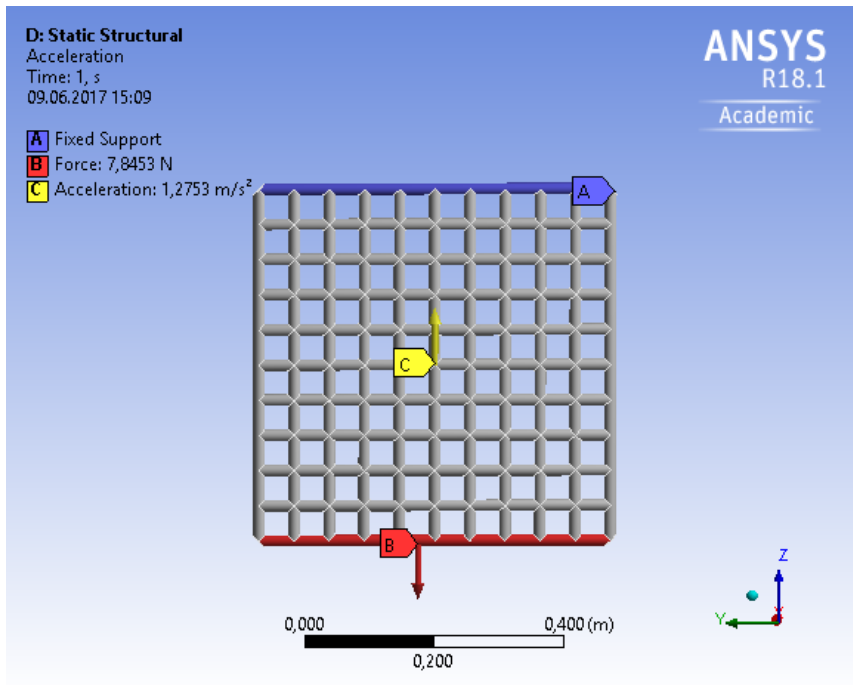 D: Static Structural
Acceleration
Time: 1, s
09.06.2017 15:09
A Fixed Support
B Force: 7,8453 N
C Acceleration: 1,2753 m/s²
ANSYS
R18.1
Academic
A
C
B
0,000 0,400 (m)
0,200
Z
Y
X